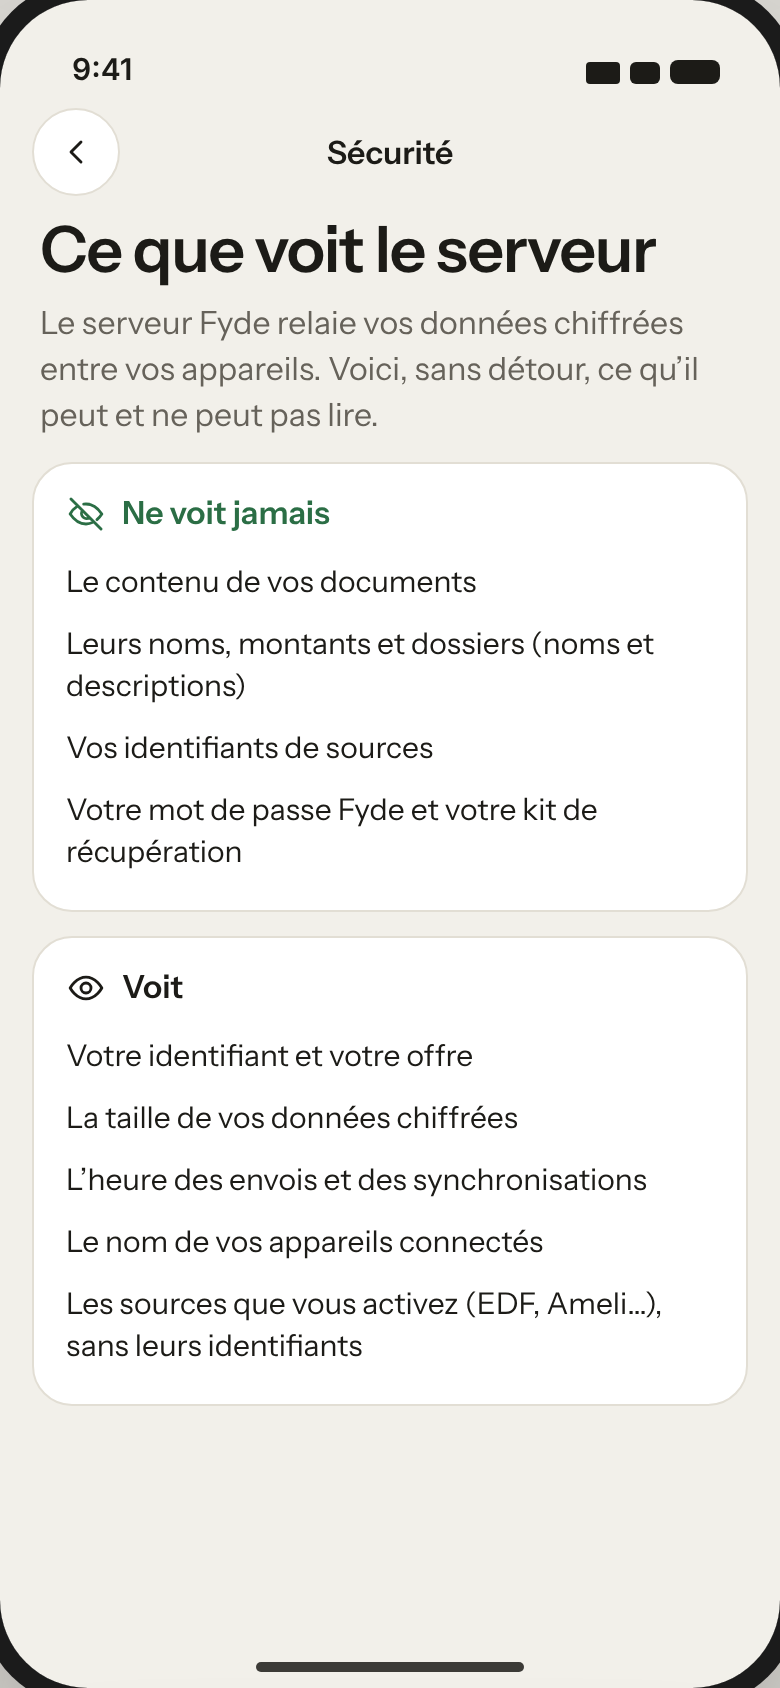 9:41
Sécurité
Ce que voit le serveur
Le serveur Fyde relaie vos données chiffrées
entre vos appareils. Voici, sans détour, ce qu’il
peut et ne peut pas lire.
Ne voit jamais
Le contenu de vos documents
Leurs noms, montants et dossiers (noms et
descriptions)
Vos identifiants de sources
Votre mot de passe Fyde et votre kit de
récupération
Voit
Votre identifiant et votre offre
La taille de vos données chiffrées
L’heure des envois et des synchronisations
Le nom de vos appareils connectés
Les sources que vous activez (EDF, Ameli…),
sans leurs identifiants